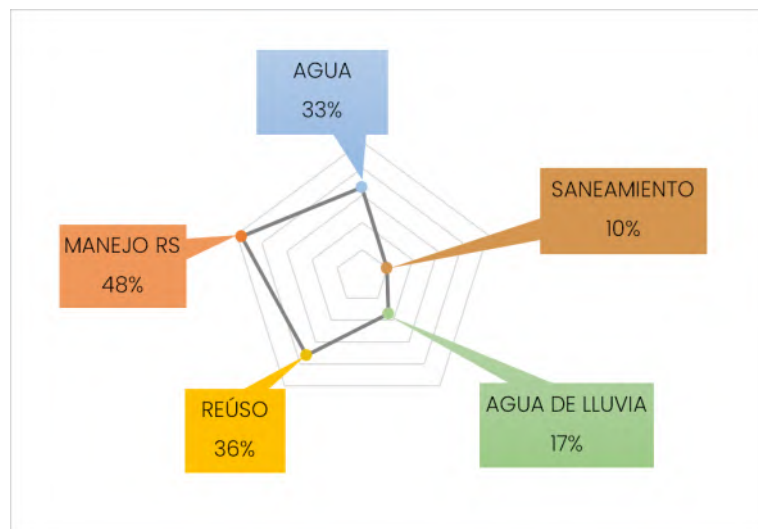 AGUA
33%
SANEAMIENTO
10%
MANEJO RS
48%
REÚSO
36%
AGUA DE LLUVIA
17%